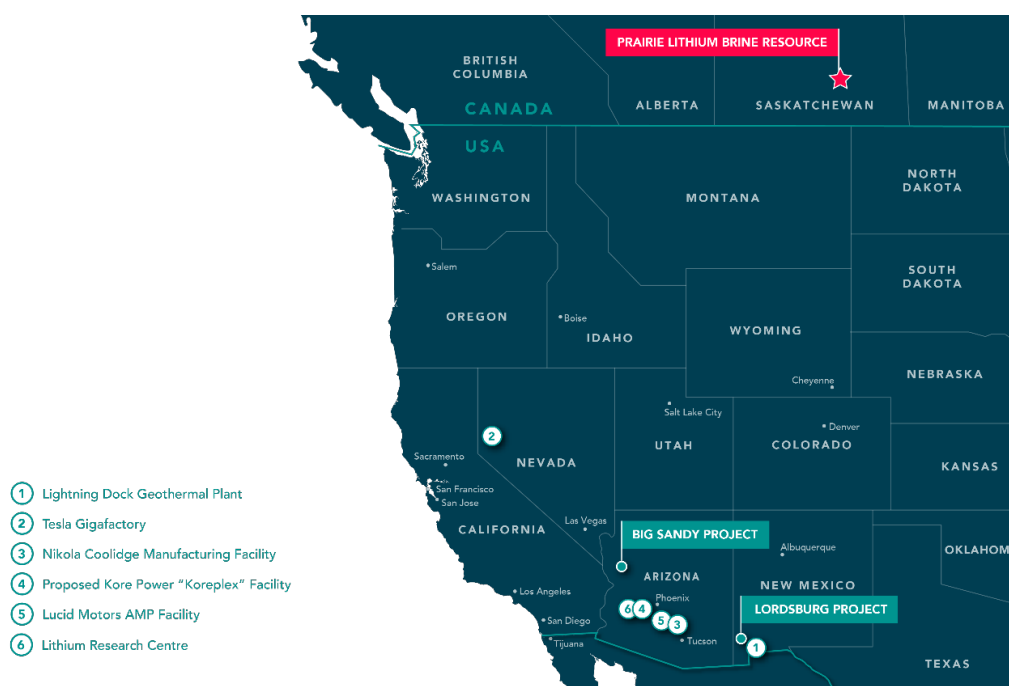 PRAIRIE LITHIUM BRINE RESOURCE
BRITISH
COLUMBIA
CANADA
ALBERTA
SASKATCHEWAN
MANITOBA
USA
WASHINGTON
MONTANA
NORTH
DAKOTA
Salem
SOUTH
DAKOTA
OREGON
Boise
IDAHO
WYOMING
NEBRASKA
Cheyenne
Salt Lake City
Denver
2
UTAH
COLORADO
Sacramento
NEVADA
KANSAS
San Francisco
San Jose
CALIFORNIA
Las Vegas
BIG SANDY PROJECT
Albuquerque
OKLAHOM
ARIZONA
NEW MEXICO
Los Angeles
Phoenix
6 4
LORDSBURG PROJECT
San Diego
5 3
Tijuana
Tucson
1
TEXAS
1 Lightning Dock Geothermal Plant
2 Tesla Gigafactory
3 Nikola Coolidge Manufacturing Facility
4 Proposed Kore Power “Koreplex” Facility
5 Lucid Motors AMP Facility
6 Lithium Research Centre